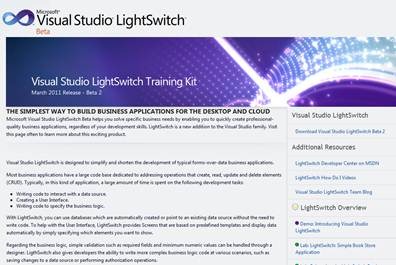 Microsoft®
Visual Studio LightSwitch™
Beta
Visual Studio LightSwitch Training Kit
March 2011 Release - Beta 2
THE SIMPLEST WAY TO BUILD BUSINESS APPLICATIONS FOR THE DESKTOP AND CLOUD
Microsoft Visual Studio LightSwitch Beta helps you solve specific business needs by enabling you to quickly create professional-
quality business applications, regardless of your development skills. LightSwitch is a new addition to the Visual Studio family. Visit
this page often to learn more about this exciting product.
Visual Studio LightSwitch is designed to simplify and shorten the development of typical forms-over-data business applications.
Most business applications have a large code base dedicated to addressing operations that create, read, update and delete elements
(CRUD). Typically, in this kind of application, a large amount of time is spent on the following development tasks:
• Writing code to interact with a data source.
• Creating a User Interface.
• Writing code to specify the business logic.
With LightSwitch, you can use databases which are automatically created or point to an existing data source without the need to
write code. To help with the User Interface, LightSwitch provides Screens that are based on predefined templates and display data
automatically by simply specifying which elements you want to show.
Regarding the business logic, simple validation such as required fields and minimum numeric values can be handled through a
designer. LightSwitch also gives developers the ability to write more complex business logic code at various scenarios, such as
saving changes to a data source or performing authorization operations.
Visual Studio LightSwitch
Download Visual Studio LightSwitch Beta 2
Additional Resources
LightSwitch Developer Center on MSDN
LightSwitch How Do I Videos
Visual Studio LightSwitch Team Blog
LightSwitch Overview
Demo: Introducing Visual Studio
LightSwitch
Lab: LightSwitch: Simple Book Store
Application